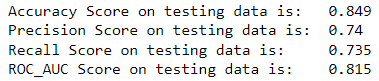 Accuracy Score on testing data is:   0.849
Precision Score on testing data is:  0.74
Recall Score on testing data is:     0.735
ROC_AUC Score on testing data is:    0.815